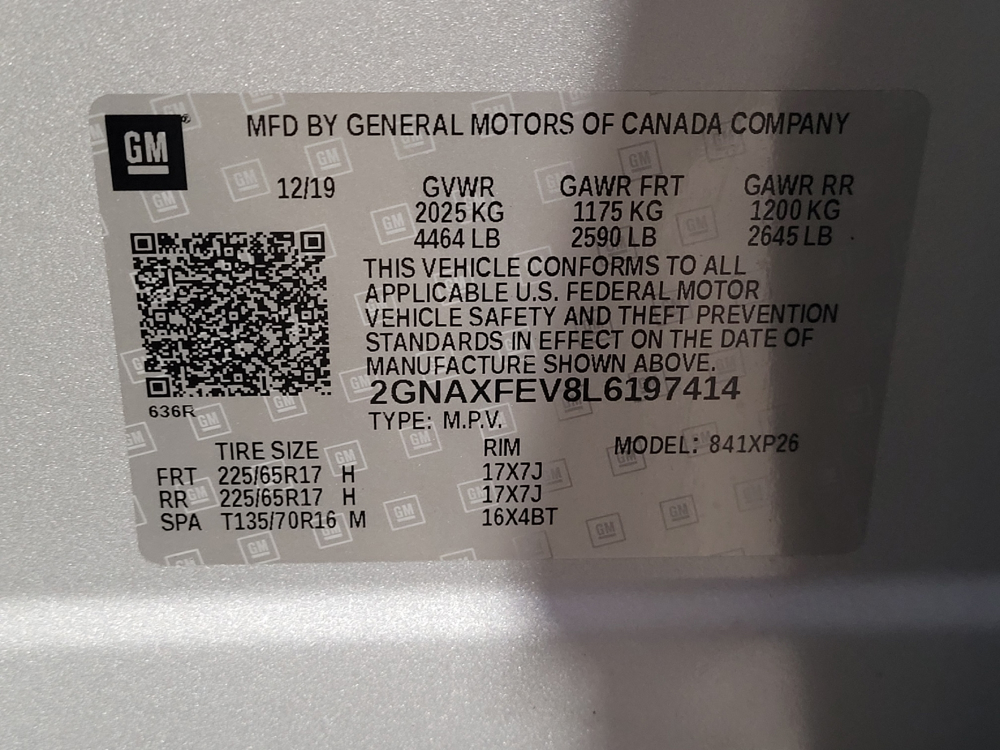 GM
MFD BY GENERAL MOTORS OF CANADA COMPANY
12/19 GVWR GAWR FRT GAWR RR
2025 KG 1175 KG 1200 KG
4464 LB 2590 LB 2645 LB
THIS VEHICLE CONFORMS TO ALL
APPLICABLE U.S. FEDERAL MOTOR
VEHICLE SAFETY AND THEFT PREVENTION
STANDARDS IN EFFECT ON THE DATE OF
MANUFACTURE SHOWN ABOVE.
2GNAXFEV8L6197414
636R
TYPE: M.P.V.
TIRE SIZE RIM MODEL: 841XP26
FRT 225/65R17 H 17X7J
RR 225/65R17 H 17X7J
SPA T135/70R16 M 16X4BT